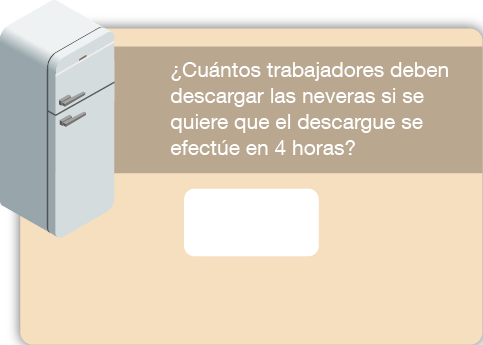 ¿Cuántos trabajadores deben
descargar las neveras si se
quiere que el descargue se
efectúe en 4 horas?